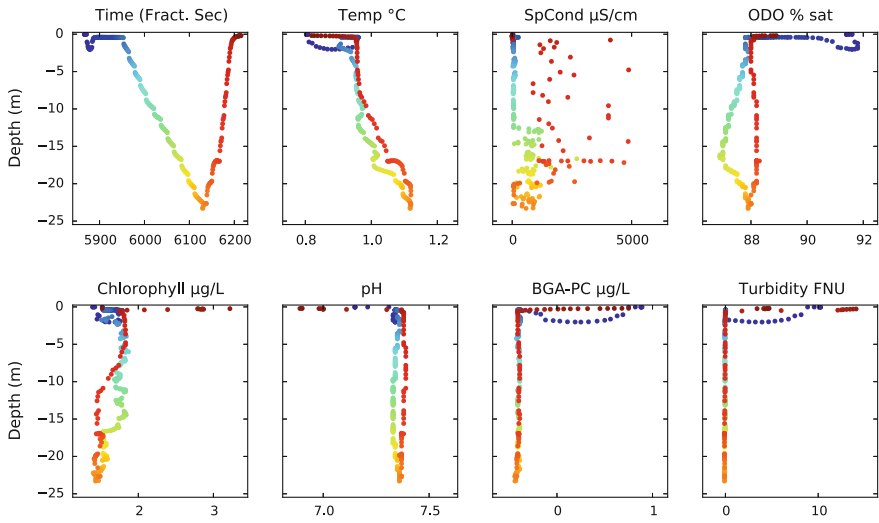 Time (Fract. Sec) Temp °C SpCond µS/cm ODO % sat
0
−5
−10
−15
−20
−25
Depth (m)
5900 6000 6100 6200 0.8 1.0 1.2 0 5000 88 90 92
Chlorophyll µg/L pH BGA-PC µg/L Turbidity FNU
0
−5
−10
−15
−20
−25
Depth (m)
2 3 7.0 7.5 0 1 0 10